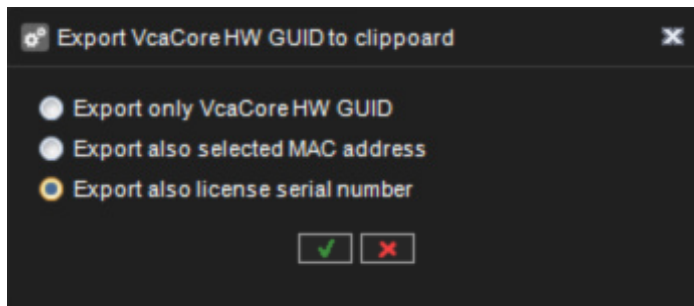 Export VcaCore HW GUID to clippoard
Export only VcaCore HW GUID
Export also selected MAC address
Export also license serial number